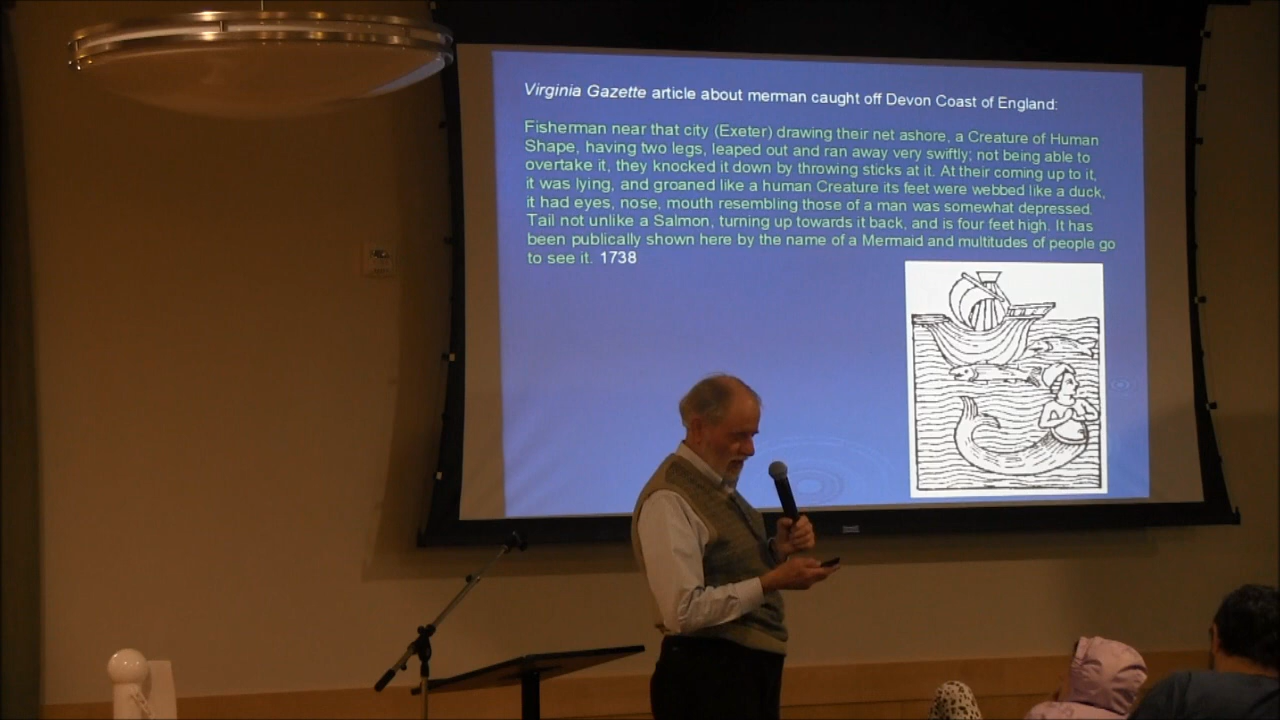 Virginia Gazette article about merman caught off Devon Coast of England:
Fisherman near that city (Exeter) drawing their net ashore, a Creature of Human
Shape, having two legs, leaped out and ran away very swiftly; not being able to
overtake it, they knocked it down by throwing sticks at it. At their coming up to it,
it was lying, and groaned like a human Creature its feet were webbed like a duck,
it had eyes, nose, mouth resembling those of a man was somewhat depressed.
Tail not unlike a Salmon, turning up towards it back, and is four feet high. It has
been publically shown here by the name of a Mermaid and multitudes of people go
to see it. 1738